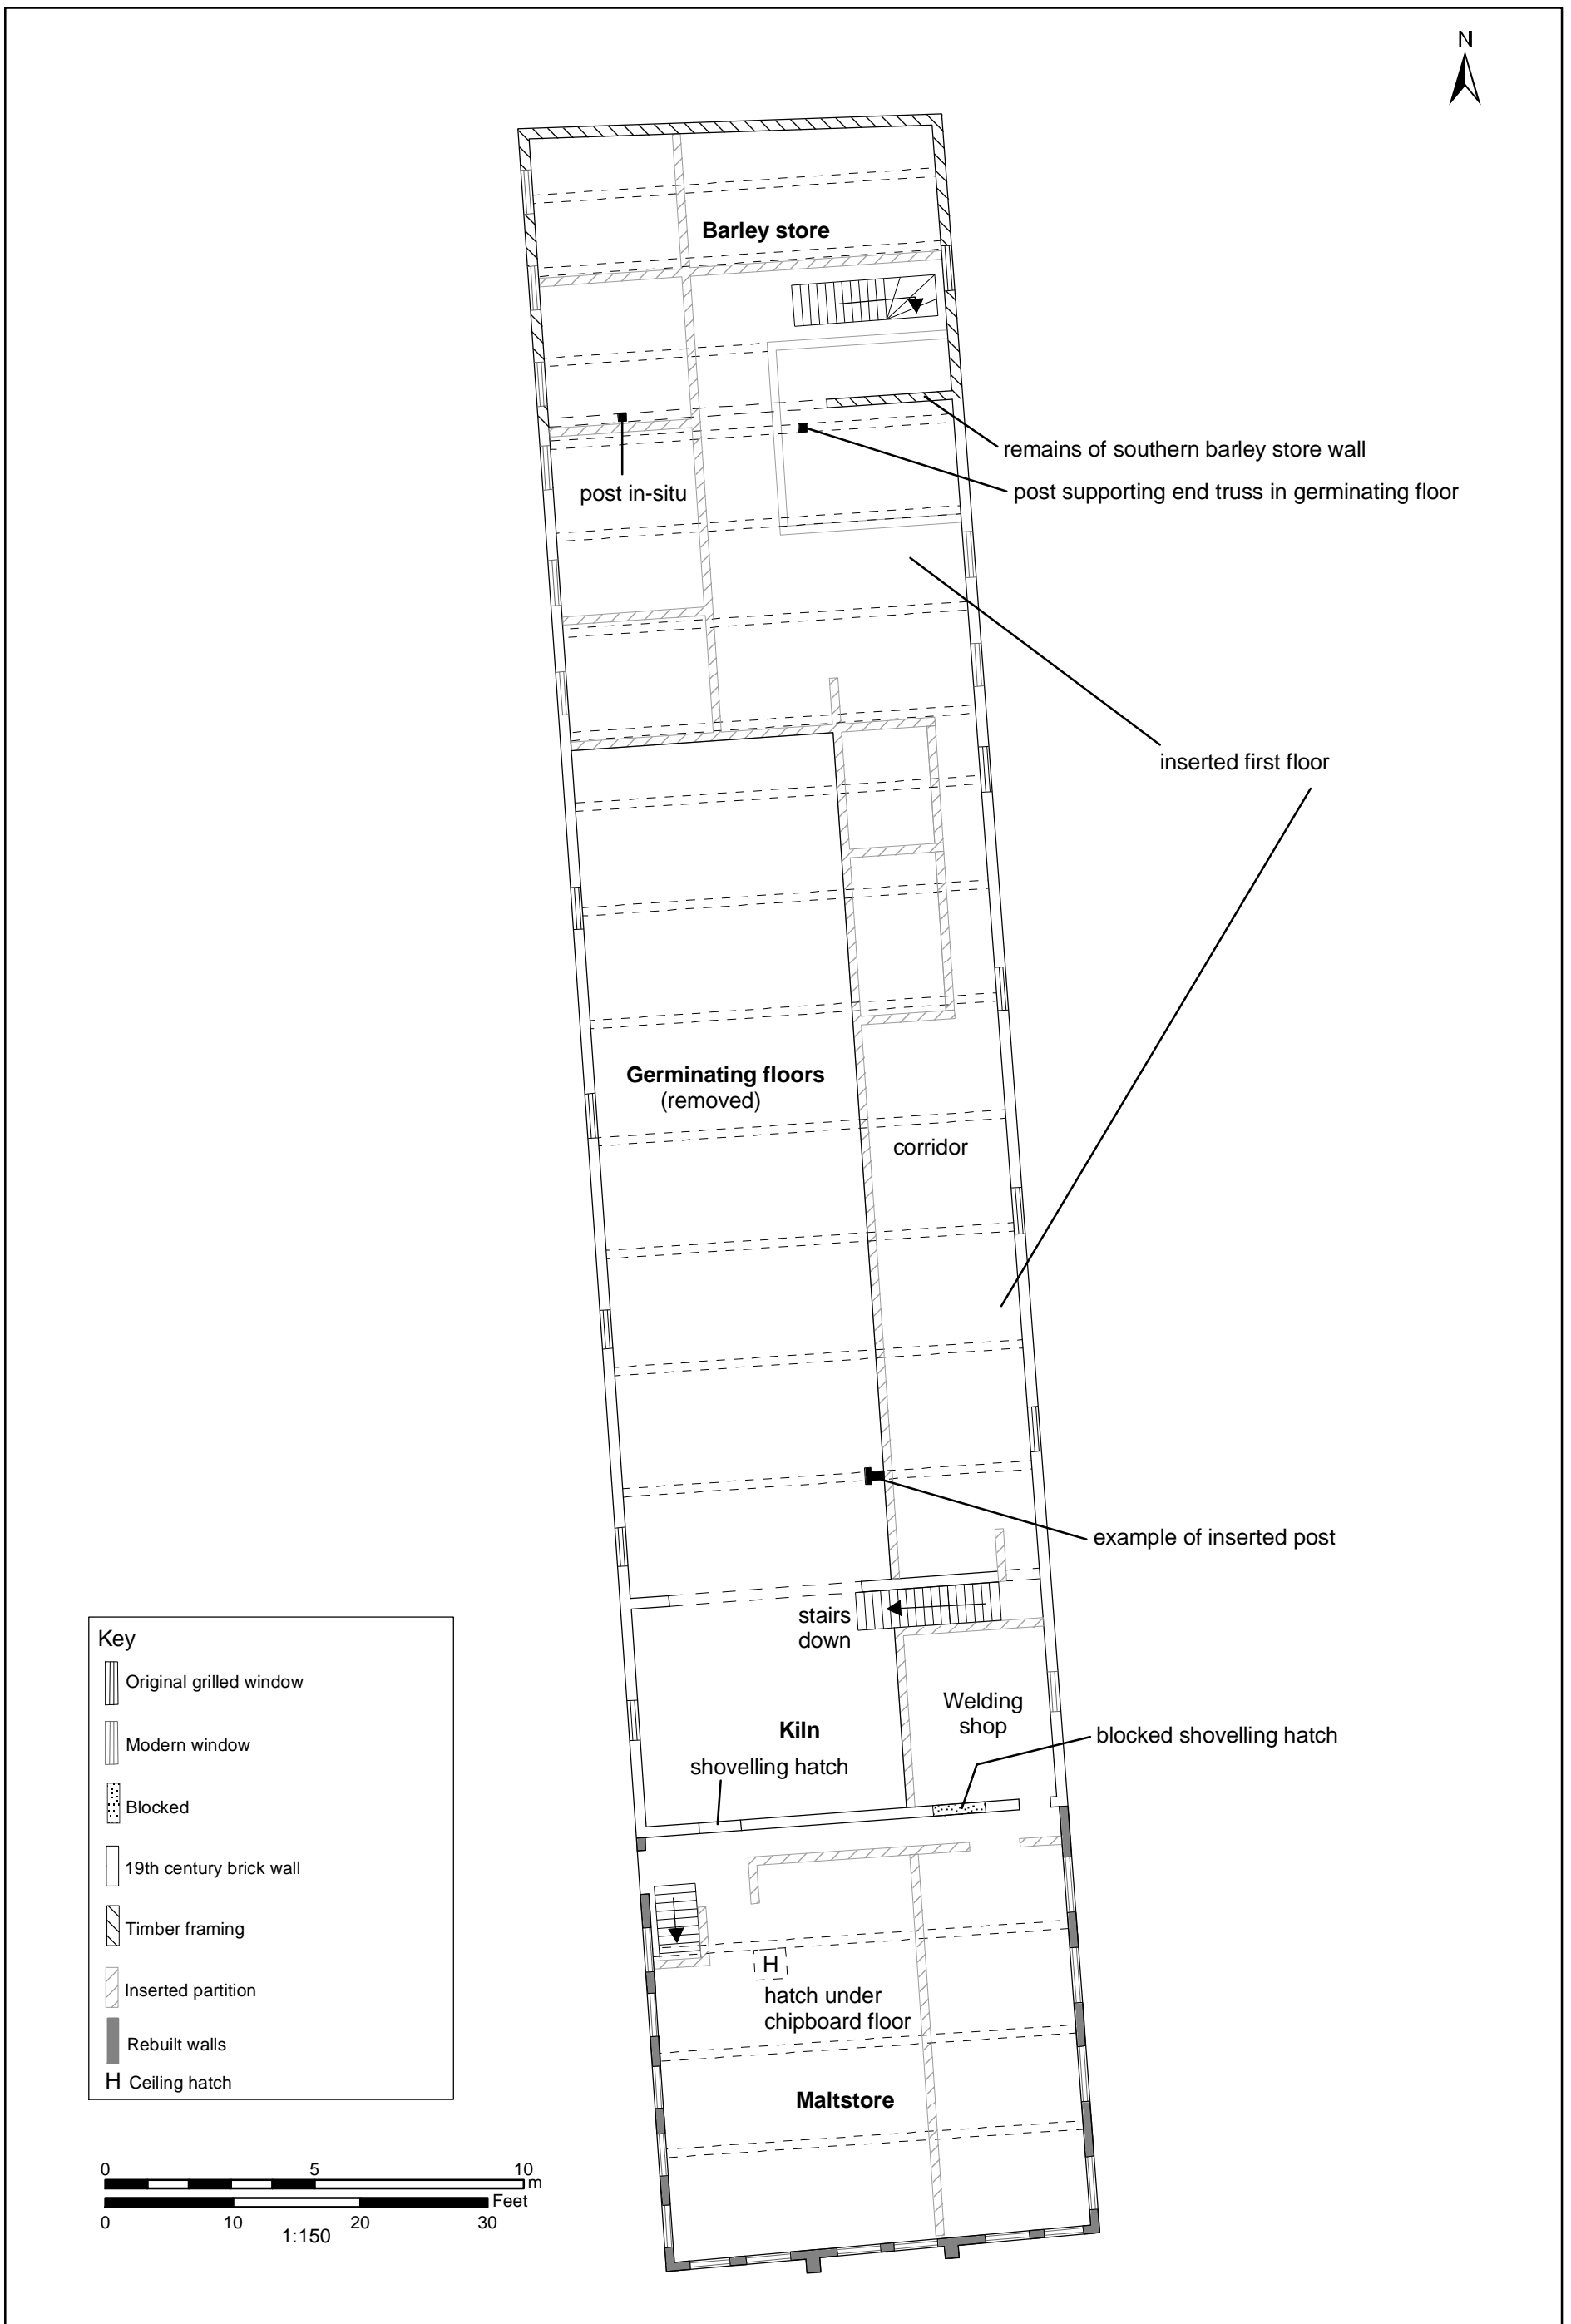 N
Barley store
remains of southern barley store wall
post in-situ
post supporting end truss in germinating floor
inserted first floor
Germinating floors
(removed)
corridor
example of inserted post
stairs
down
Welding
shop
Kiln
blocked shovelling hatch
shovelling hatch
H
hatch under
chipboard floor
Maltstore
Key
Original grilled window
Modern window
Blocked
19th century brick wall
Timber framing
Inserted partition
Rebuilt walls
H Ceiling hatch
0 5 10
m
Feet
0 10 20 30
1:150